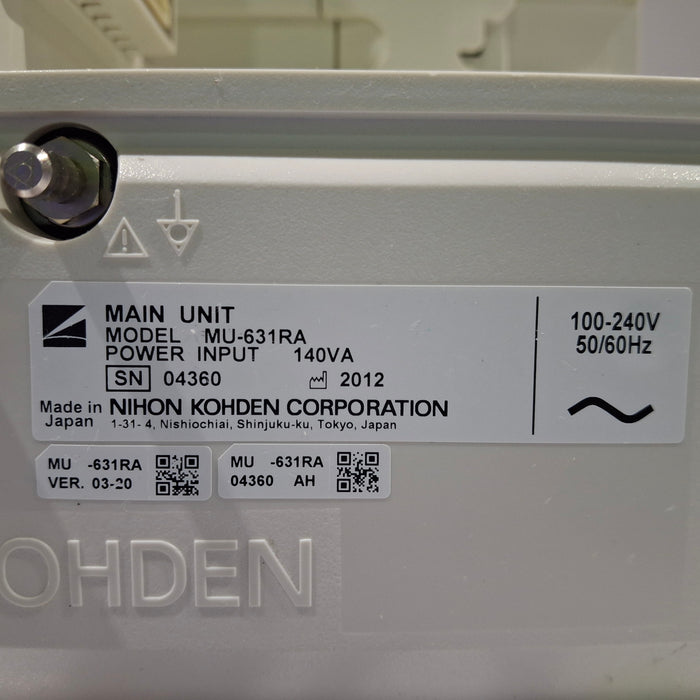 MAIN UNIT
MODEL MU-631RA
POWER INPUT 140VA
SN 04360 2012
Made in Japan NIHON KOHDEN CORPORATION
1-31-4, Nishiochiai, Shinjuku-ku, Tokyo, Japan
100-240V
50/60Hz
MU -631RA
VER. 03-20
MU -631RA
04360 AH
OHDEN